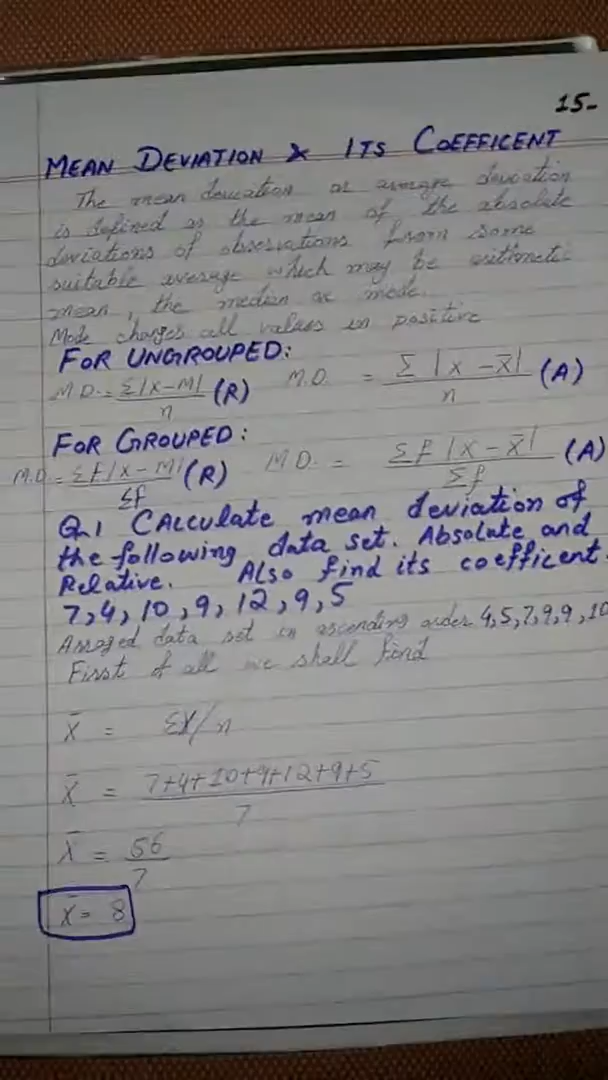 15-
MEAN DEVIATION & ITS COEFFICENT
The mean deviation or average deviation
is defined as the mean of the absolute
deviations of observations from some
suitable average which may be arithmetic
mean, the median or mode.
Mode changes all values in positive
FOR UNGROUPED:
M.D. = Σ|X-M|/n (R) M.D. = Σ|x-x̄|/n (A)
FOR GROUPED:
M.D = Σf|X-M|/Σf (R) M.D. = Σf|x-x̄|/Σf (A)
Q.1 CALCULATE mean deviation of
the following data set. Absolute and
Relative. ALSO find its coefficent.
7,4,10,9,12,9,5
Arraged data set in ascending order 4,5,7,9,9,10
First of all we shall find
X̄ = ΣX/n
X̄ = 7+4+10+9+12+9+5/7
X̄ = 56/7
X̄ = 8